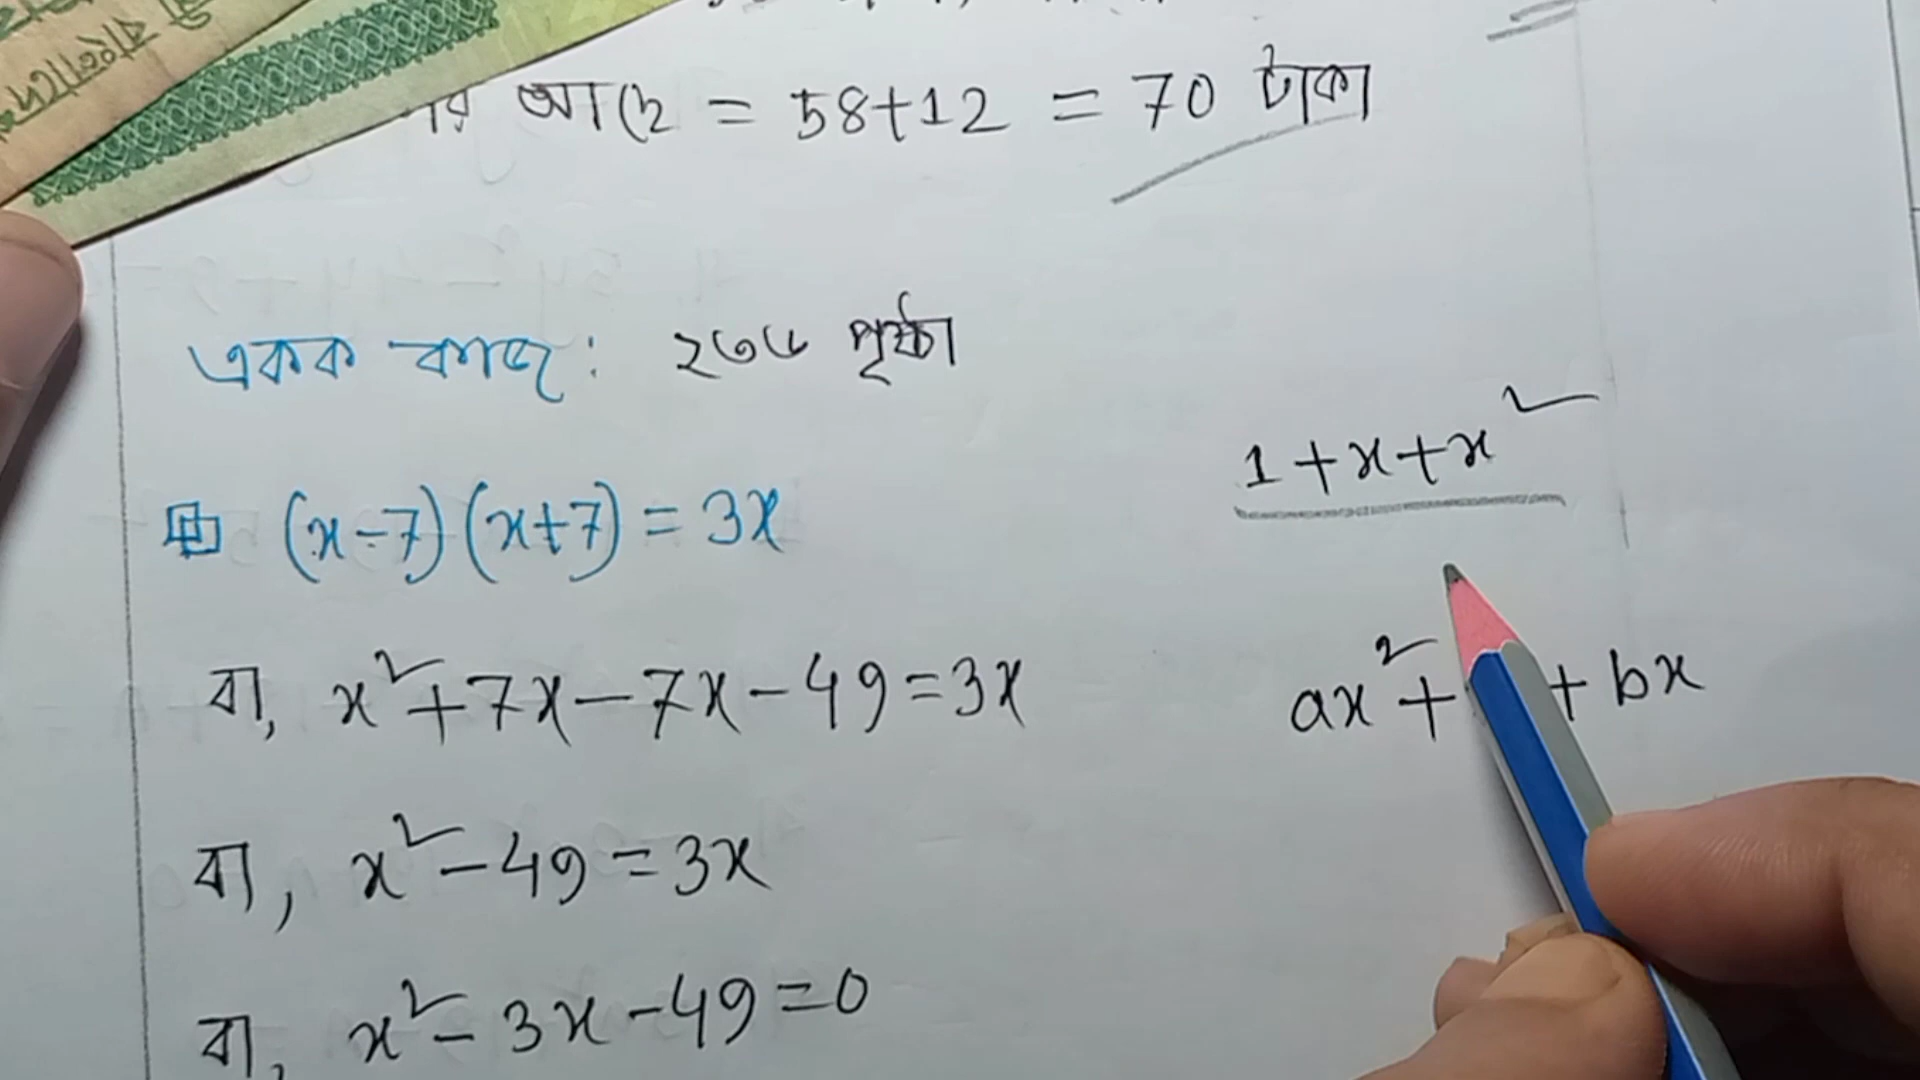 আছে = 58+12 = 70 টাকা
একক কাজ: ২৩৬ পৃষ্ঠা
(x-7)(x+7) = 3x
বা, x²+7x-7x-49=3x
বা, x²-49=3x
বা, x²-3x-49=0
1+x+x²
ax²+ +bx